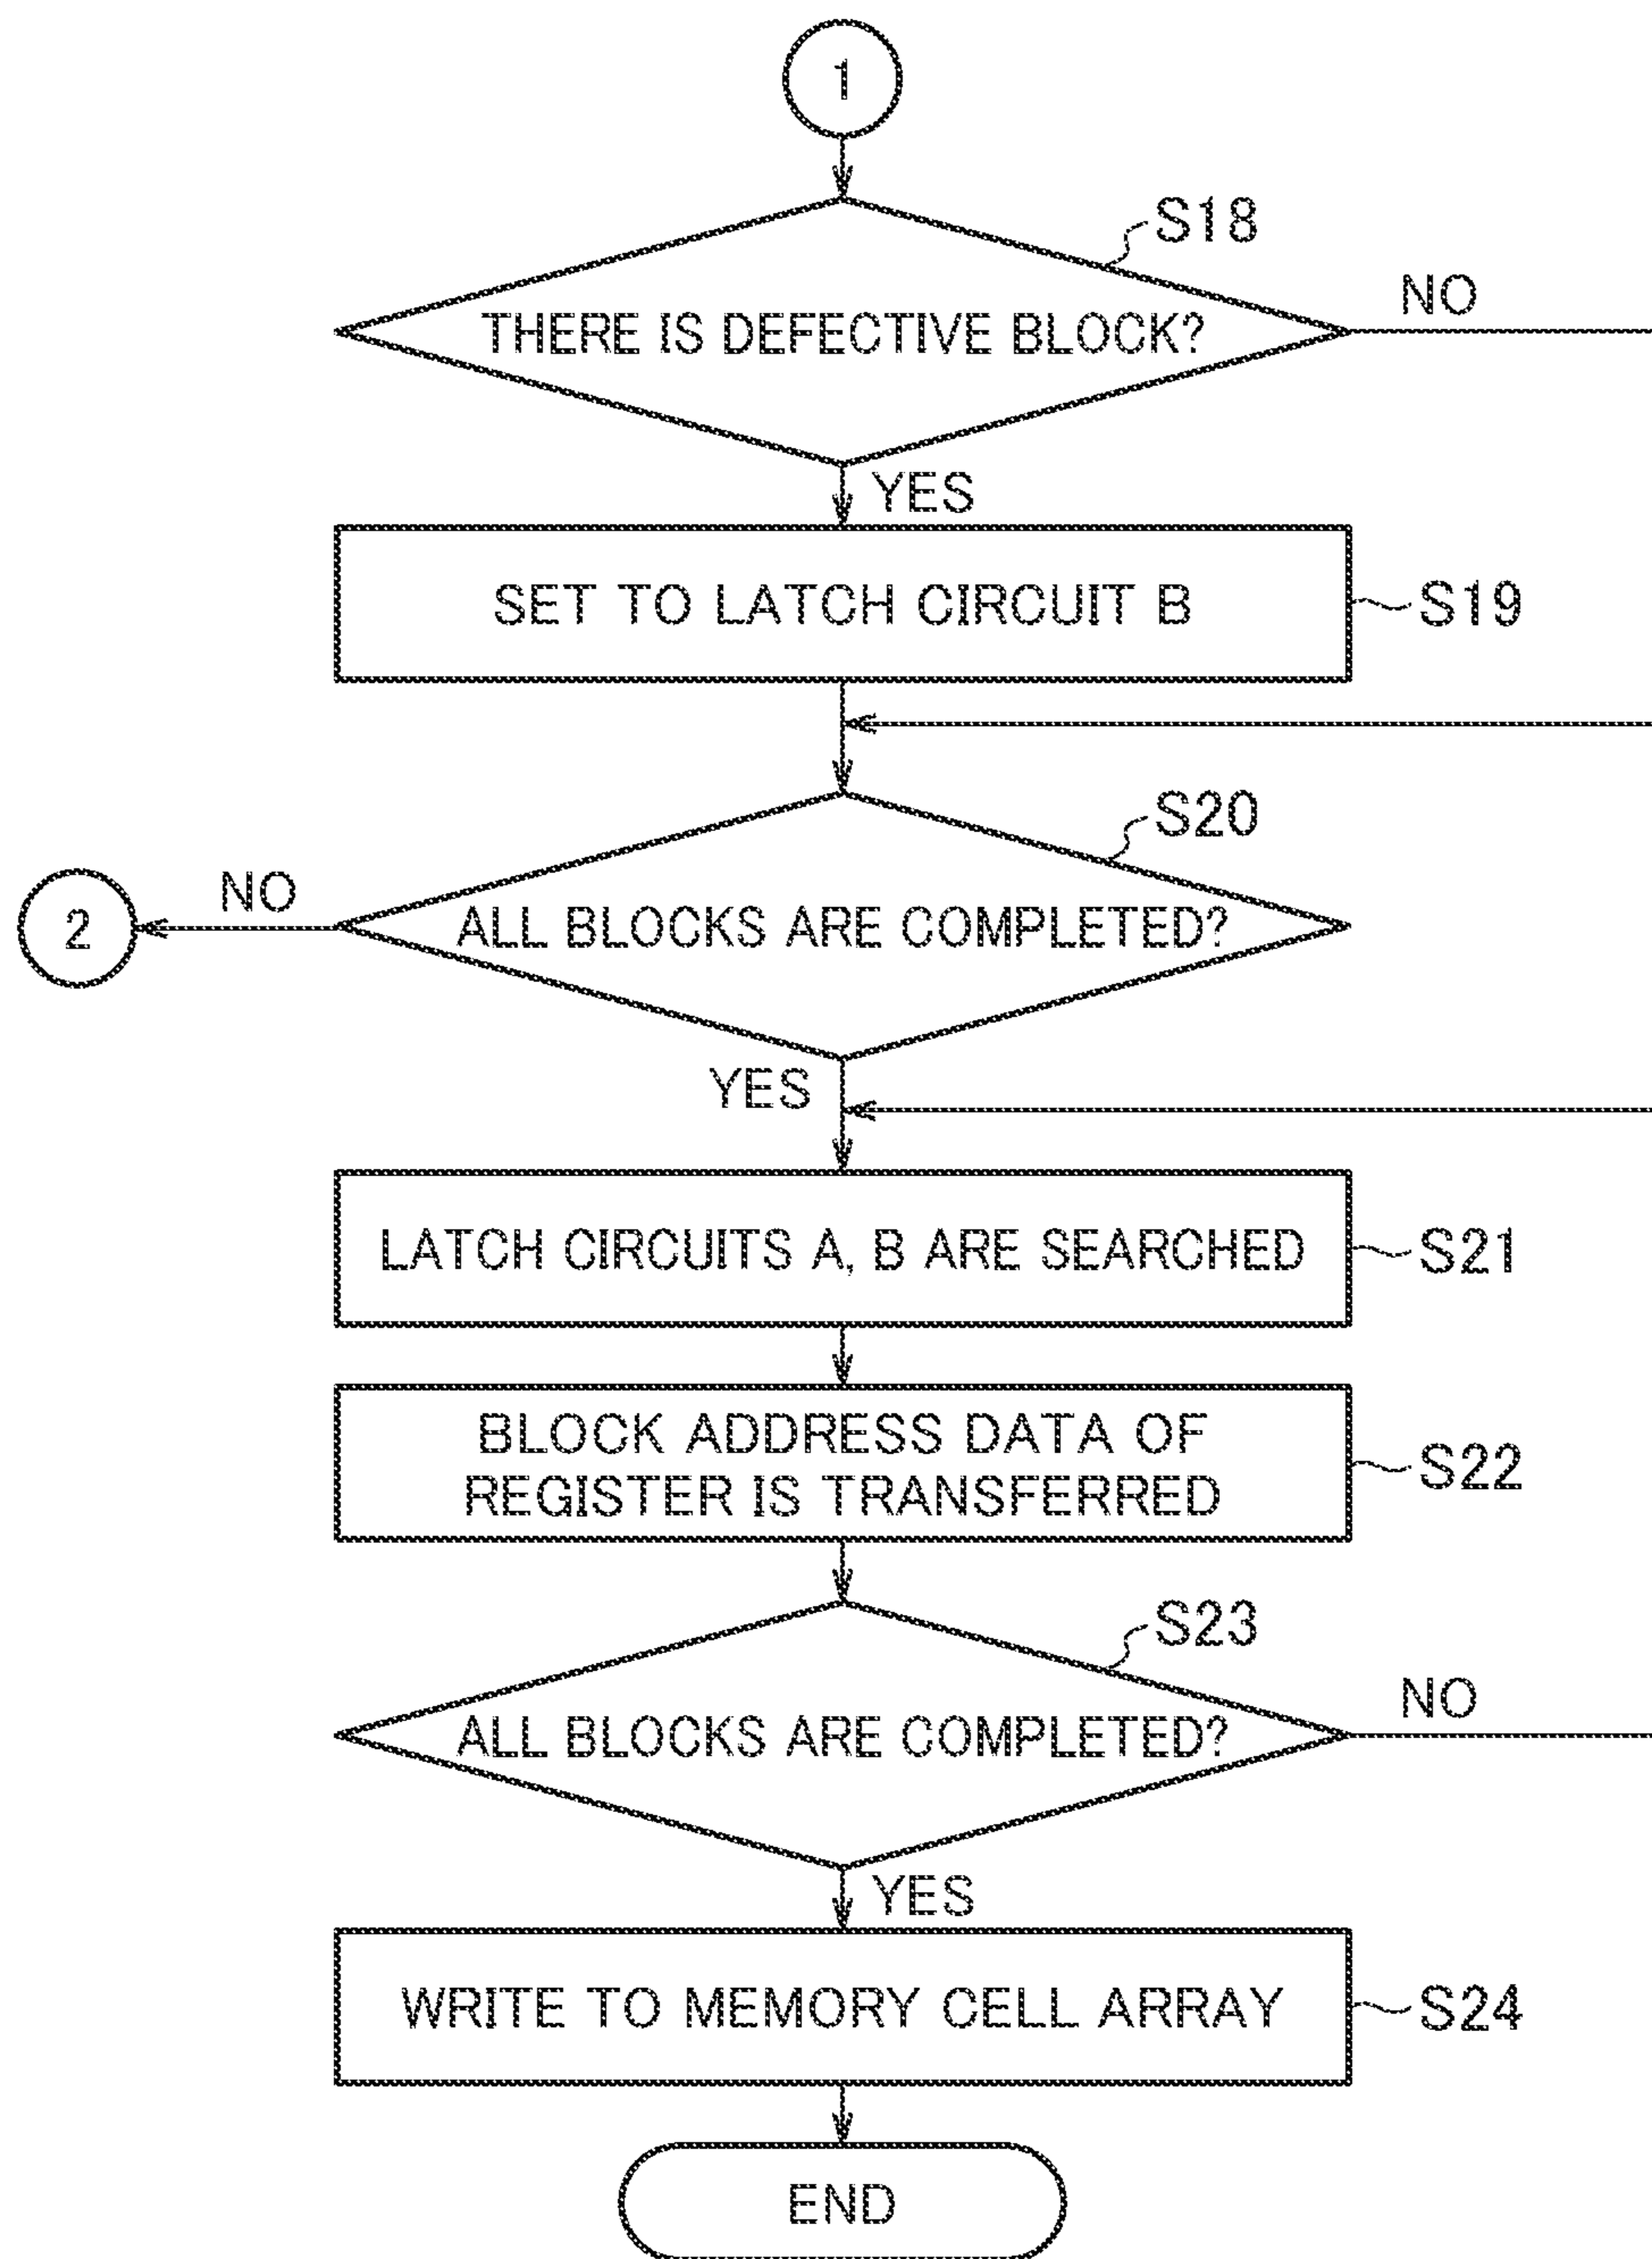 1
S18
THERE IS DEFECTIVE BLOCK?
NO
YES
SET TO LATCH CIRCUIT B
S19
S20
2
NO
ALL BLOCKS ARE COMPLETED?
YES
LATCH CIRCUITS A, B ARE SEARCHED
S21
BLOCK ADDRESS DATA OF
REGISTER IS TRANSFERRED
S22
S23
ALL BLOCKS ARE COMPLETED?
NO
YES
WRITE TO MEMORY CELL ARRAY
S24
END